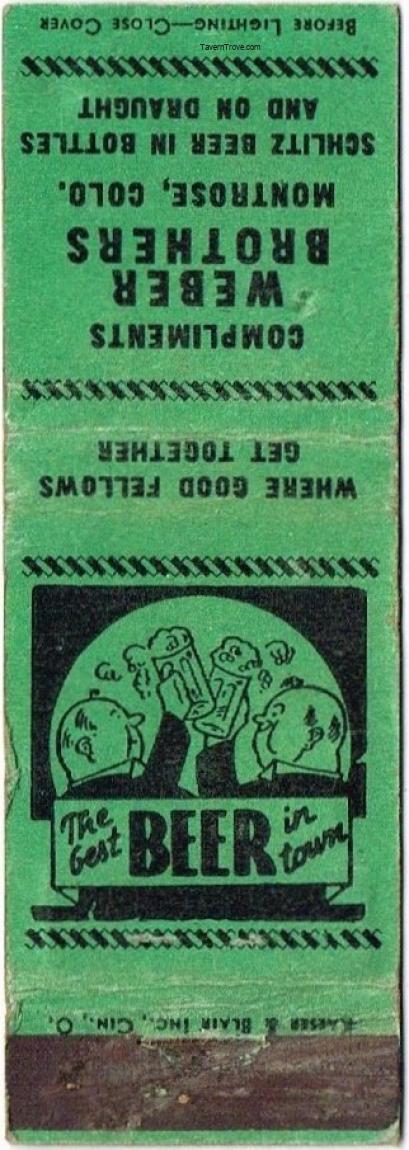 TavernTrove.com
WHERE GOOD FELLOWS
GET TOGETHER
COMPLIMENTS
WEBER
BROTHERS
MONTROSE, COLO.
SCHLITZ BEER IN BOTTLES
AND ON DRAUGHT
BEFORE LIGHTING—CLOSE COVER
The best BEER in town
KAESER & BLAIR INC., CIN., O.